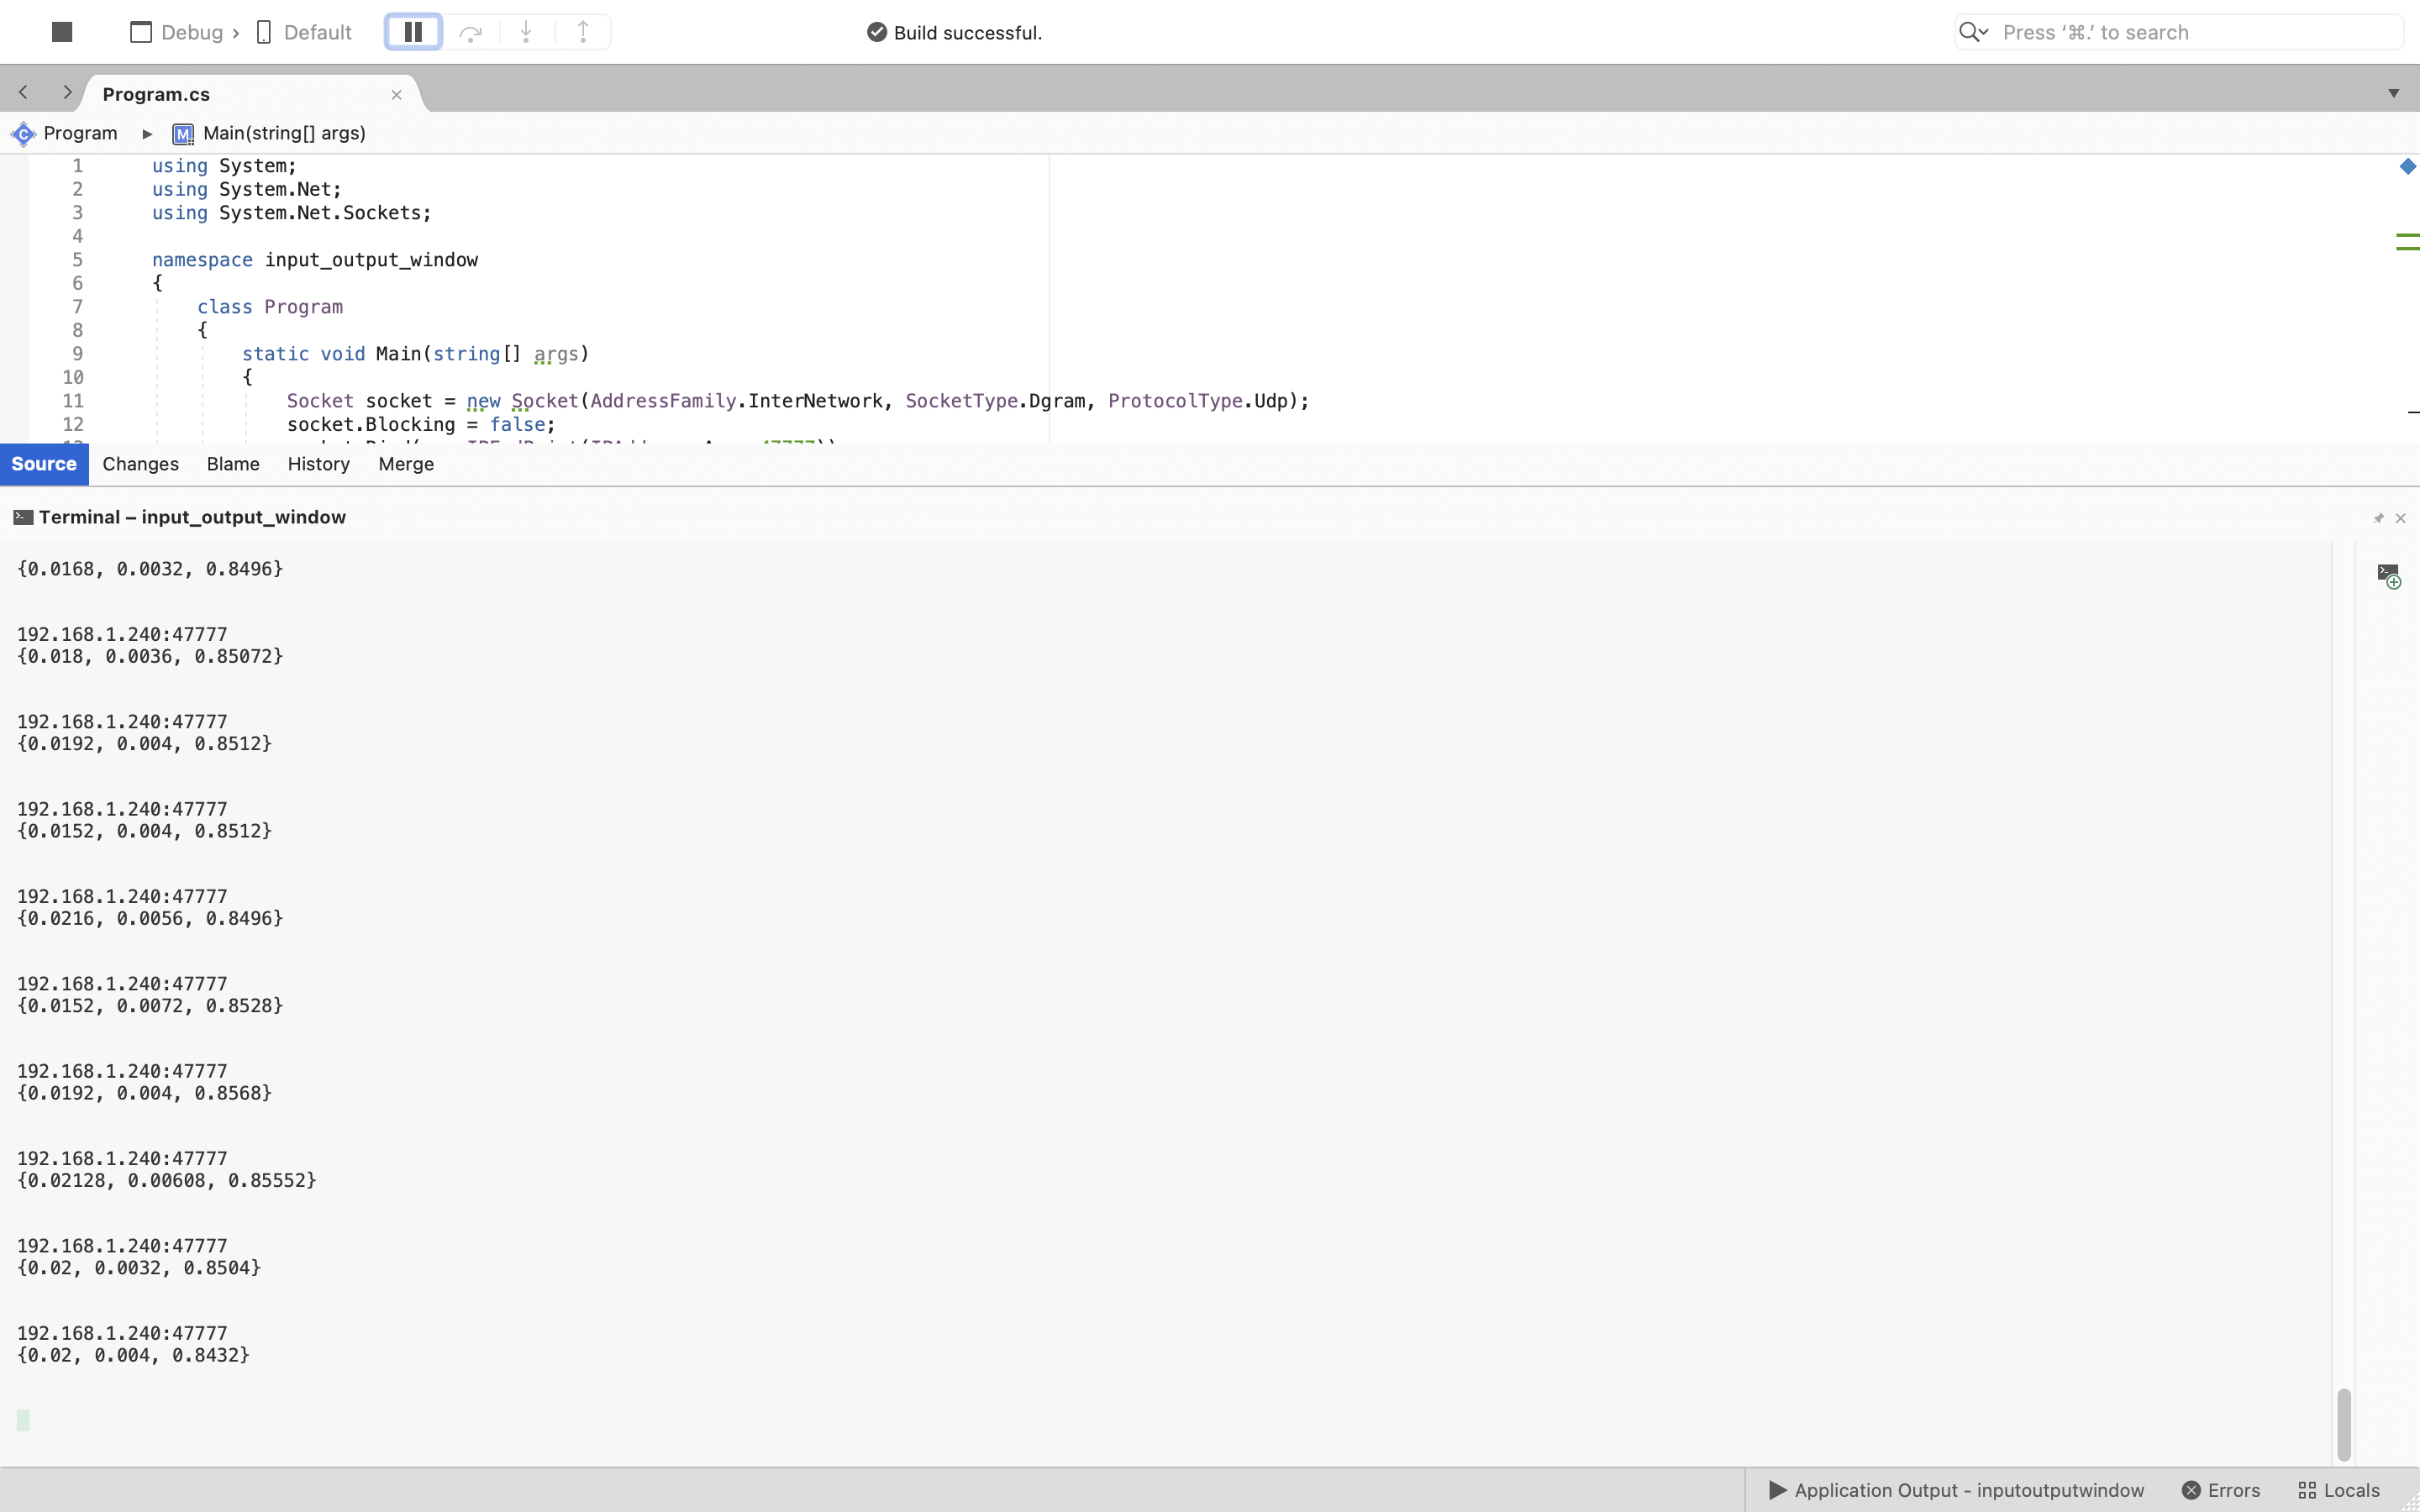 Debug › Default
Build successful.
Press ‘⌘.’ to search
Program.cs
Program ▸ Main(string[] args)
1 using System;
2 using System.Net;
3 using System.Net.Sockets;
4
5 namespace input_output_window
6 {
7 class Program
8 {
9 static void Main(string[] args)
10 {
11 Socket socket = new Socket(AddressFamily.InterNetwork, SocketType.Dgram, ProtocolType.Udp);
12 socket.Blocking = false;
Source Changes Blame History Merge
Terminal – input_output_window
{0.0168, 0.0032, 0.8496}
192.168.1.240:47777
{0.018, 0.0036, 0.85072}
192.168.1.240:47777
{0.0192, 0.004, 0.8512}
192.168.1.240:47777
{0.0152, 0.004, 0.8512}
192.168.1.240:47777
{0.0216, 0.0056, 0.8496}
192.168.1.240:47777
{0.0152, 0.0072, 0.8528}
192.168.1.240:47777
{0.0192, 0.004, 0.8568}
192.168.1.240:47777
{0.02128, 0.00608, 0.85552}
192.168.1.240:47777
{0.02, 0.0032, 0.8504}
192.168.1.240:47777
{0.02, 0.004, 0.8432}
Application Output - inputoutputwindow Errors Locals